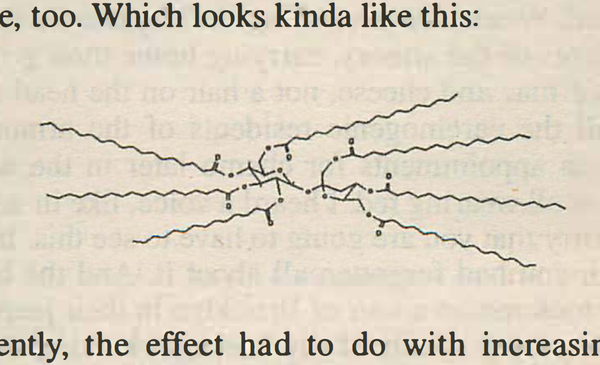 e, too. Which looks kinda like this:
ently, the effect had to do with increasin